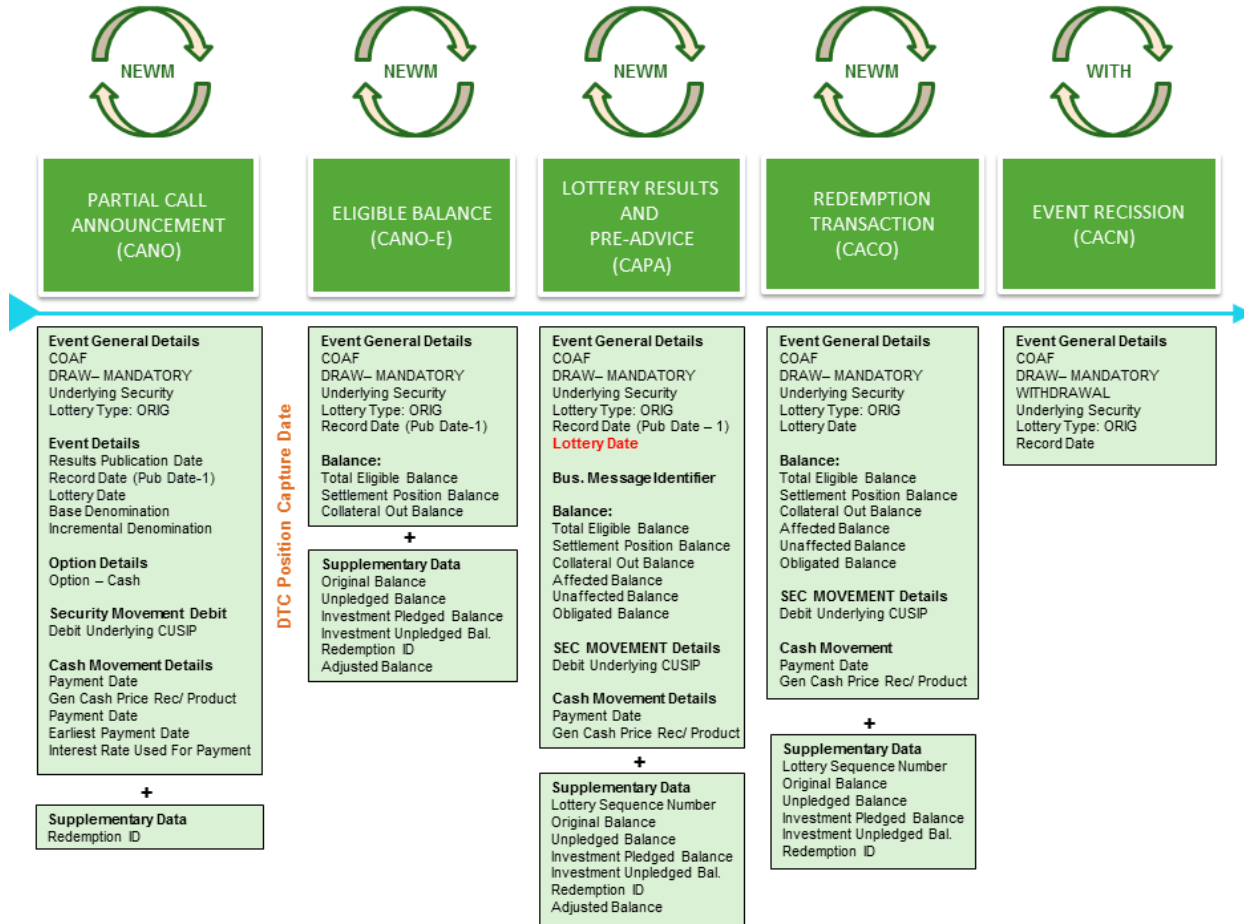 NEWM
NEWM
NEWM
NEWM
WITH
PARTIAL CALL
ANNOUNCEMENT
(CANO)
ELIGIBLE BALANCE
(CANO-E)
LOTTERY RESULTS
AND
PRE-ADVICE
(CAPA)
REDEMPTION
TRANSACTION
(CACO)
EVENT RECISSION
(CACN)
Event General Details
COAF
DRAW– MANDATORY
Underlying Security
Lottery Type: ORIG
Event Details
Results Publication Date
Record Date (Pub Date-1)
Lottery Date
Base Denomination
Incremental Denomination
Option Details
Option – Cash
Security Movement Debit
Debit Underlying CUSIP
Cash Movement Details
Payment Date
Gen Cash Price Rec/ Product
Payment Date
Earliest Payment Date
Interest Rate Used For Payment
+
Supplementary Data
Redemption ID
DTC Position Capture Date
Event General Details
COAF
DRAW– MANDATORY
Underlying Security
Lottery Type: ORIG
Record Date (Pub Date-1)
Balance:
Total Eligible Balance
Settlement Position Balance
Collateral Out Balance
+
Supplementary Data
Original Balance
Unpledged Balance
Investment Pledged Balance
Investment Unpledged Bal.
Redemption ID
Adjusted Balance
Event General Details
COAF
DRAW– MANDATORY
Underlying Security
Lottery Type: ORIG
Record Date (Pub Date – 1)
Lottery Date
Bus. Message Identifier
Balance:
Total Eligible Balance
Settlement Position Balance
Collateral Out Balance
Affected Balance
Unaffected Balance
Obligated Balance
SEC MOVEMENT Details
Debit Underlying CUSIP
Cash Movement Details
Payment Date
Gen Cash Price Rec/ Product
+
Supplementary Data
Lottery Sequence Number
Original Balance
Unpledged Balance
Investment Pledged Balance
Investment Unpledged Bal.
Redemption ID
Adjusted Balance
Event General Details
COAF
DRAW– MANDATORY
Underlying Security
Lottery Type: ORIG
Lottery Date
Balance:
Total Eligible Balance
Settlement Position Balance
Collateral Out Balance
Affected Balance
Unaffected Balance
Obligated Balance
SEC MOVEMENT Details
Debit Underlying CUSIP
Cash Movement
Payment Date
Gen Cash Price Rec/ Product
+
Supplementary Data
Lottery Sequence Number
Original Balance
Unpledged Balance
Investment Pledged Balance
Investment Unpledged Bal.
Redemption ID
Event General Details
COAF
DRAW– MANDATORY
WITHDRAWAL
Underlying Security
Lottery Type: ORIG
Record Date